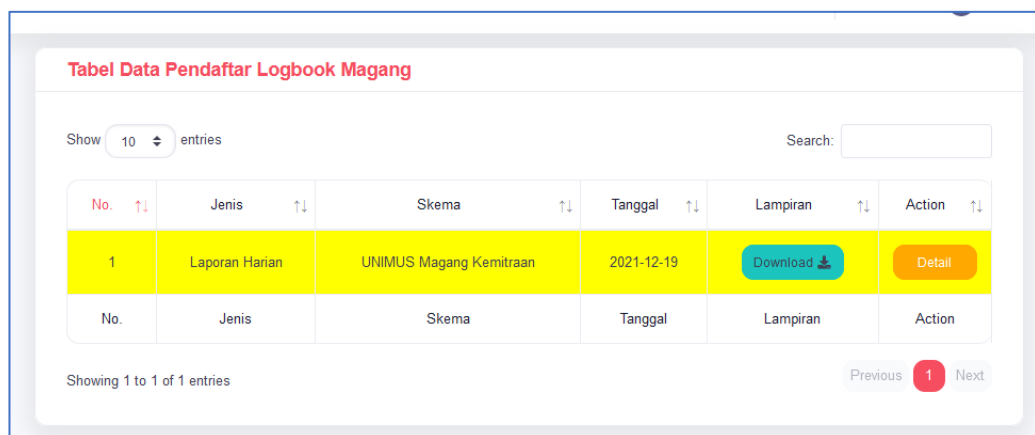 Tabel Data Pendaftar Logbook Magang
Show 10 entries Search:
No. Jenis Skema Tanggal Lampiran Action
1 Laporan Harian UNIMUS Magang Kemitraan 2021-12-19 Download Detail
No. Jenis Skema Tanggal Lampiran Action
Showing 1 to 1 of 1 entries Previous 1 Next